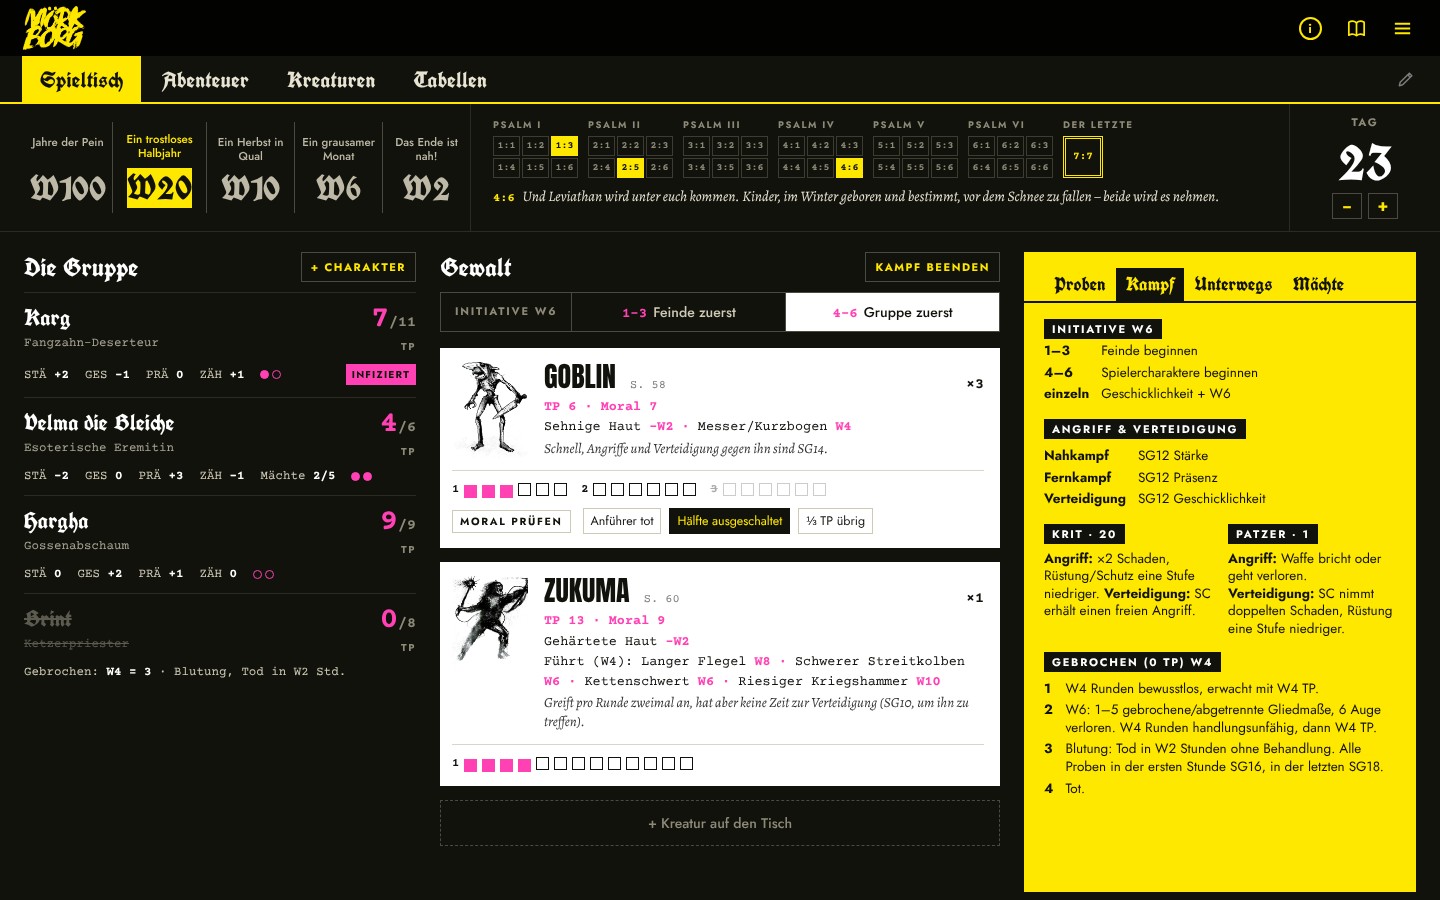 MÖRK
BORG
Spieltisch Abenteuer Kreaturen Tabellen
Jahre der Pein
W100
Ein trostloses
Halbjahr
W20
Ein Herbst in
Qual
W10
Ein grausamer
Monat
W6
Das Ende ist
nah!
W2
PSALM I PSALM II PSALM III PSALM IV PSALM V PSALM VI DER LETZTE
1:1 1:2 1:3 2:1 2:2 2:3 3:1 3:2 3:3 4:1 4:2 4:3 5:1 5:2 5:3 6:1 6:2 6:3
7:7
1:4 1:5 1:6 2:4 2:5 2:6 3:4 3:5 3:6 4:4 4:5 4:6 5:4 5:5 5:6 6:4 6:5 6:6
4:6 Und Leviathan wird unter euch kommen. Kinder, im Winter geboren und bestimmt, vor dem Schnee zu fallen – beide wird es nehmen.
TAG
23
– +
Die Gruppe + CHARAKTER
Karg 7/11
Fangzahn-Deserteur TP
STÄ +2 GES –1 PRÄ 0 ZÄH +1 INFIZIERT
Velma die Bleiche 4/6
Esoterische Eremitin TP
STÄ –2 GES 0 PRÄ +3 ZÄH –1 Mächte 2/5
Hargha 9/9
Gossenabschaum TP
STÄ 0 GES +2 PRÄ +1 ZÄH 0
Brint 0/8
Ketzerpriester TP
Gebrochen: W4 = 3 · Blutung, Tod in W2 Std.
Gewalt KAMPF BEENDEN
INITIATIVE W6 1–3 Feinde zuerst 4–6 Gruppe zuerst
GOBLIN S. 58 ×3
TP 6 · Moral 7
Sehnige Haut –W2 · Messer/Kurzbogen W4
Schnell, Angriffe und Verteidigung gegen ihn sind SG14.
1 2 3
MORAL PRÜFEN Anführer tot Hälfte ausgeschaltet ⅓ TP übrig
ZUKUMA S. 60 ×1
TP 13 · Moral 9
Gehärtete Haut –W2
Führt (W4): Langer Flegel W8 · Schwerer Streitkolben
W6 · Kettenschwert W6 · Riesiger Kriegshammer W10
Greift pro Runde zweimal an, hat aber keine Zeit zur Verteidigung (SG10, um ihn zu
treffen).
1
+ Kreatur auf den Tisch
Proben Kampf Unterwegs Mächte
INITIATIVE W6
1–3 Feinde beginnen
4–6 Spielercharaktere beginnen
einzeln Geschicklichkeit + W6
ANGRIFF & VERTEIDIGUNG
Nahkampf SG12 Stärke
Fernkampf SG12 Präsenz
Verteidigung SG12 Geschicklichkeit
KRIT · 20
Angriff: ×2 Schaden,
Rüstung/Schutz eine Stufe
niedriger. Verteidigung: SC
erhält einen freien Angriff.
PATZER · 1
Angriff: Waffe bricht oder
geht verloren.
Verteidigung: SC nimmt
doppelten Schaden, Rüstung
eine Stufe niedriger.
GEBROCHEN (0 TP) W4
1 W4 Runden bewusstlos, erwacht mit W4 TP.
2 W6: 1–5 gebrochene/abgetrennte Gliedmaße, 6 Auge
verloren. W4 Runden handlungsunfähig, dann W4 TP.
3 Blutung: Tod in W2 Stunden ohne Behandlung. Alle
Proben in der ersten Stunde SG16, in der letzten SG18.
4 Tot.